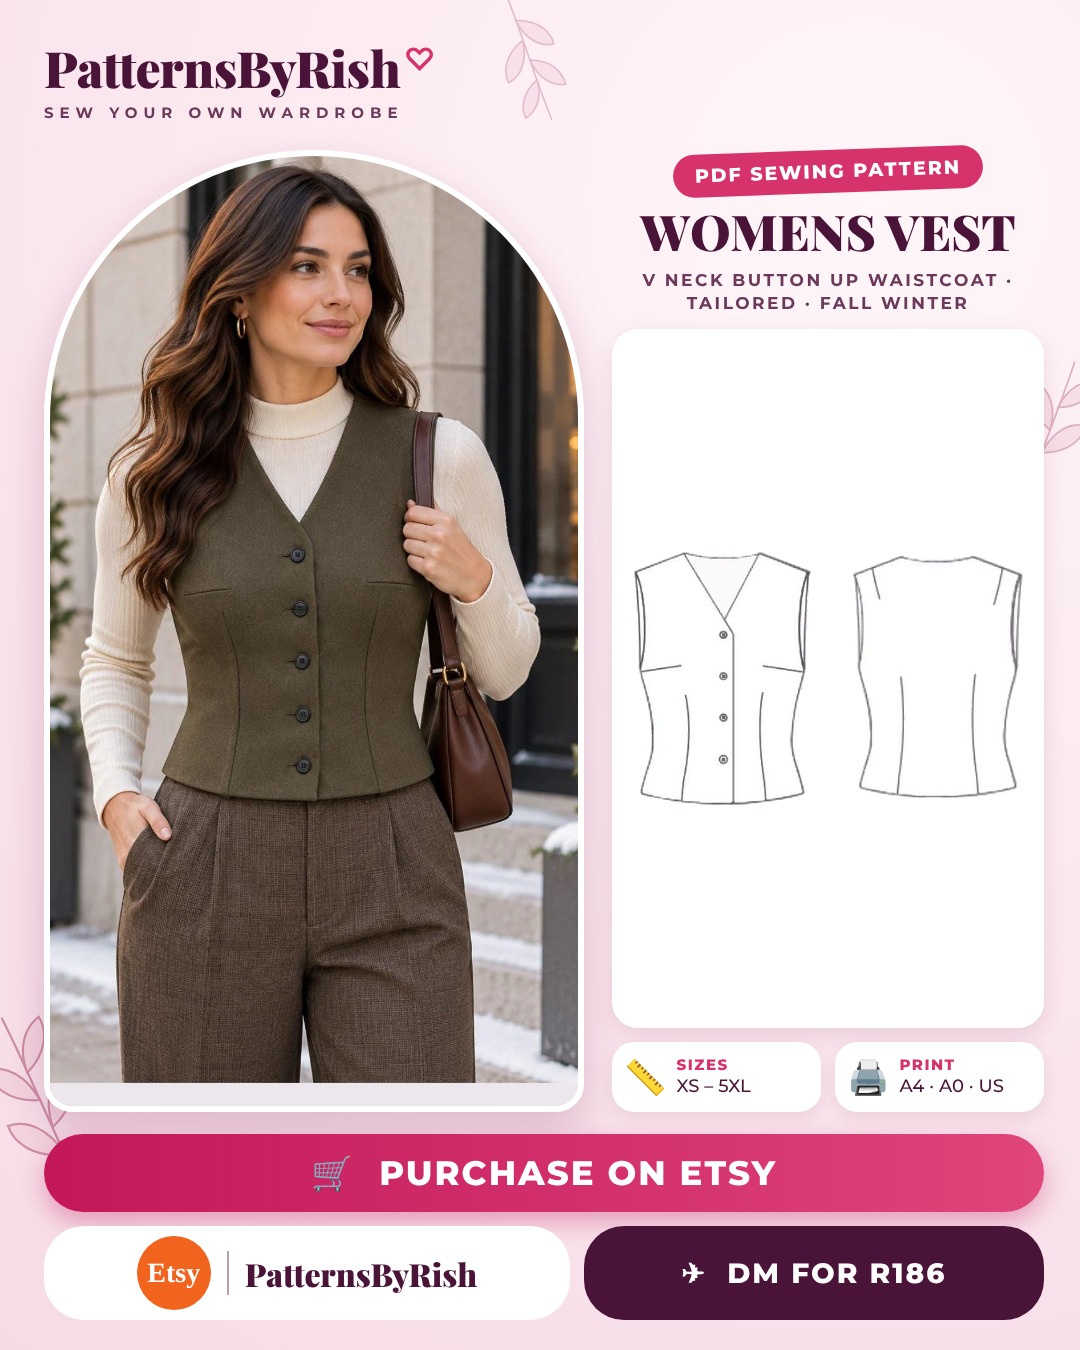 PatternsByRish
SEW YOUR OWN WARDROBE
PDF SEWING PATTERN
WOMENS VEST
V NECK BUTTON UP WAISTCOAT ·
TAILORED · FALL WINTER
SIZES
XS – 5XL
PRINT
A4 · A0 · US
PURCHASE ON ETSY
Etsy
PatternsByRish
DM FOR R186